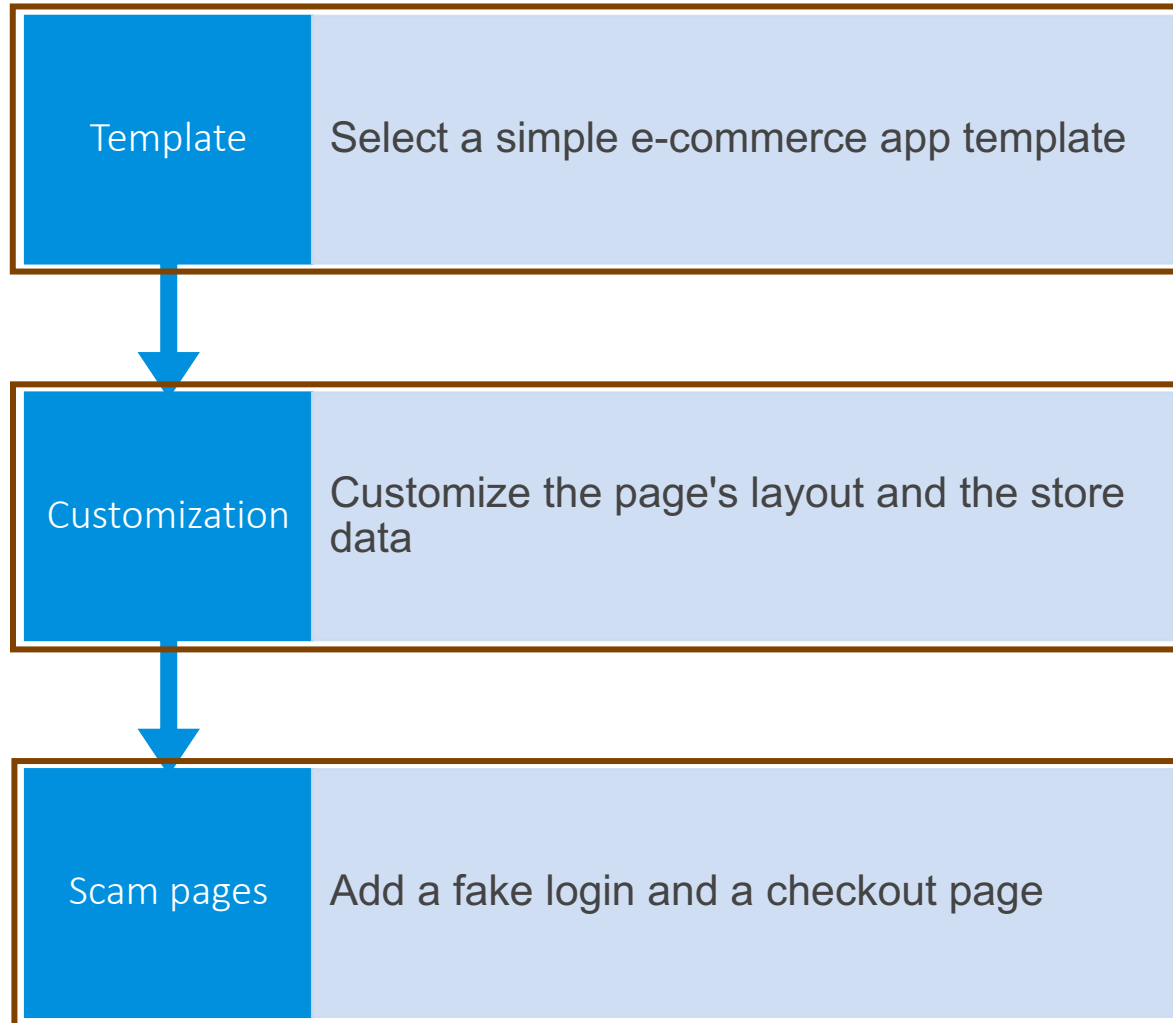 Template
Select a simple e-commerce app template
Customization
Customize the page's layout and the store
data
Scam pages
Add a fake login and a checkout page